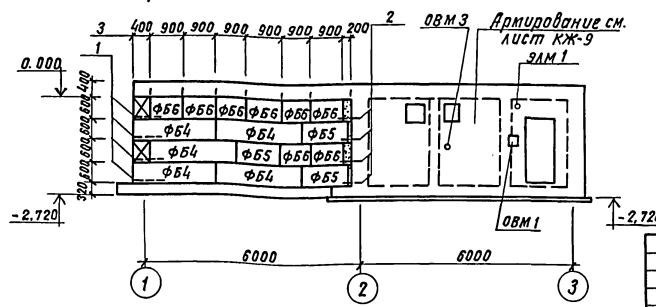 3 400 900 900 900 900 900 900 200 2 ОВМ 3 Армирование см.
лист КЖ-9
1 ЭЛМ 1
0.000
400
600 ФБ6 ФБ6 ФБ6 ФБ6 ФБ6 ФБ6
600 ФБ4 ФБ4 ФБ5
600 ФБ4 ФБ5 ФБ6 ФБ6
600 ФБ4 ФБ4 ФБ5
320
-2,720 ОВМ 1 -2,720
6000 6000
1 2 3